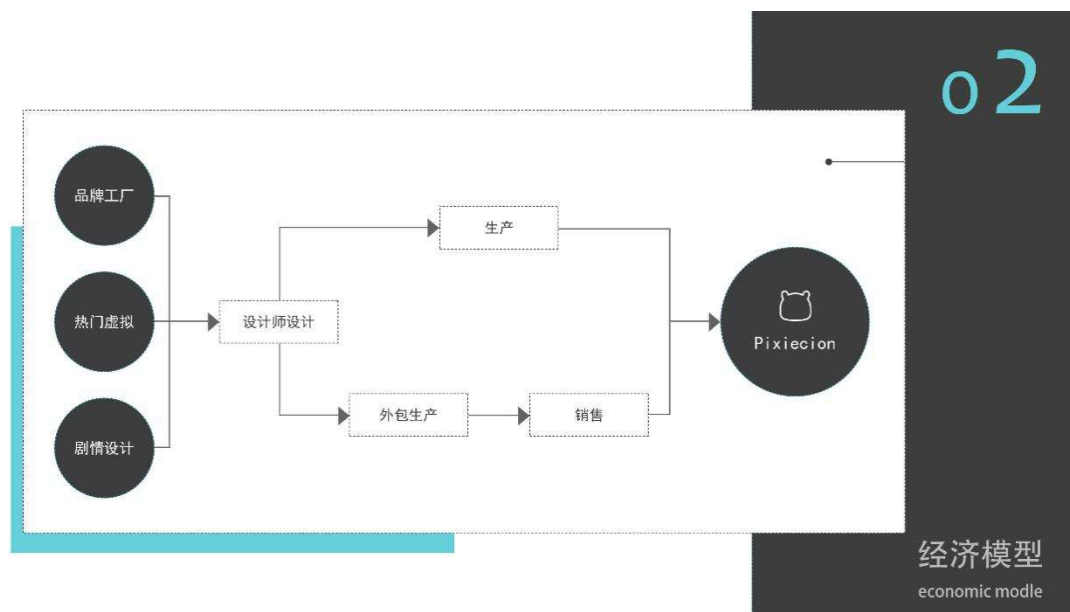 02
品牌工厂
热门虚拟
剧情设计
设计师设计
生产
外包生产
销售
Pixiecion
经济模型
economic modle